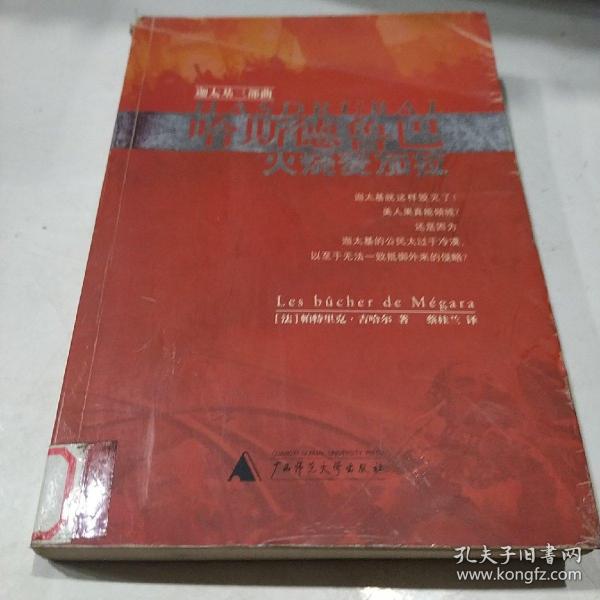 迦太基三部曲
HASDRUBAL
哈斯德鲁巴
火烧麦加拉
迦太基就这样毁灭了！
美人果真能倾城？
还是因为
迦太基的公民太过于冷漠，
以至于无法一致抵御外来的侵略？
Les bûcher de Mégara
［法］帕特里克·吉哈尔 著 蔡桂兰 译
GUANGXI NORMAL UNIVERSITY PRESS
广西师范大学出版社
孔夫子旧书网
www.kongfz.com